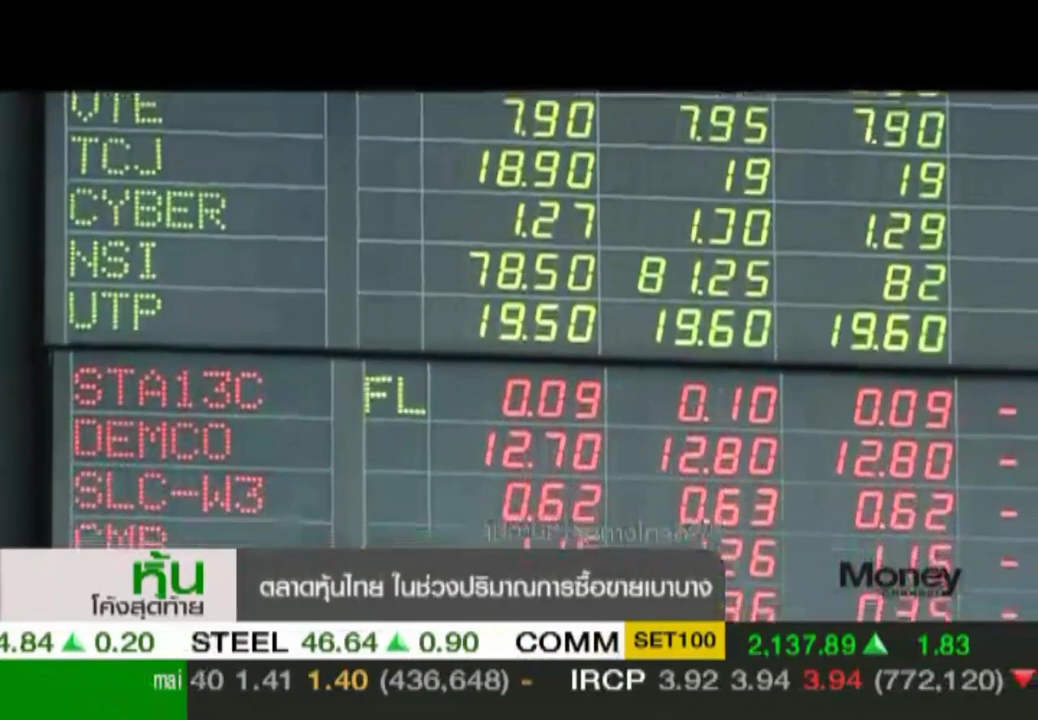 VTE 7.90 7.95 7.90
TCJ 18.90 19 19
CYBER 1.27 1.30 1.29
NSI 78.50 81.25 82
UTP 19.50 19.60 19.60
STA13C FL 0.09 0.10 0.09 -
DEMCO 12.70 12.80 12.80 -
SLC-W3 0.62 0.63 0.62 -
26 1.15 -
หุ้น
โค้งสุดท้าย
ตลาดหุ้นไทย ในช่วงปริมาณการซื้อขายเบาบาง
Money
CHANNEL
4.84 ▲ 0.20 STEEL 46.64 ▲ 0.90 COMM SET100 2,137.89 ▲ 1.83
mai 40 1.41 1.40 (436,648) - IRCP 3.92 3.94 3.94 (772,120) ▼